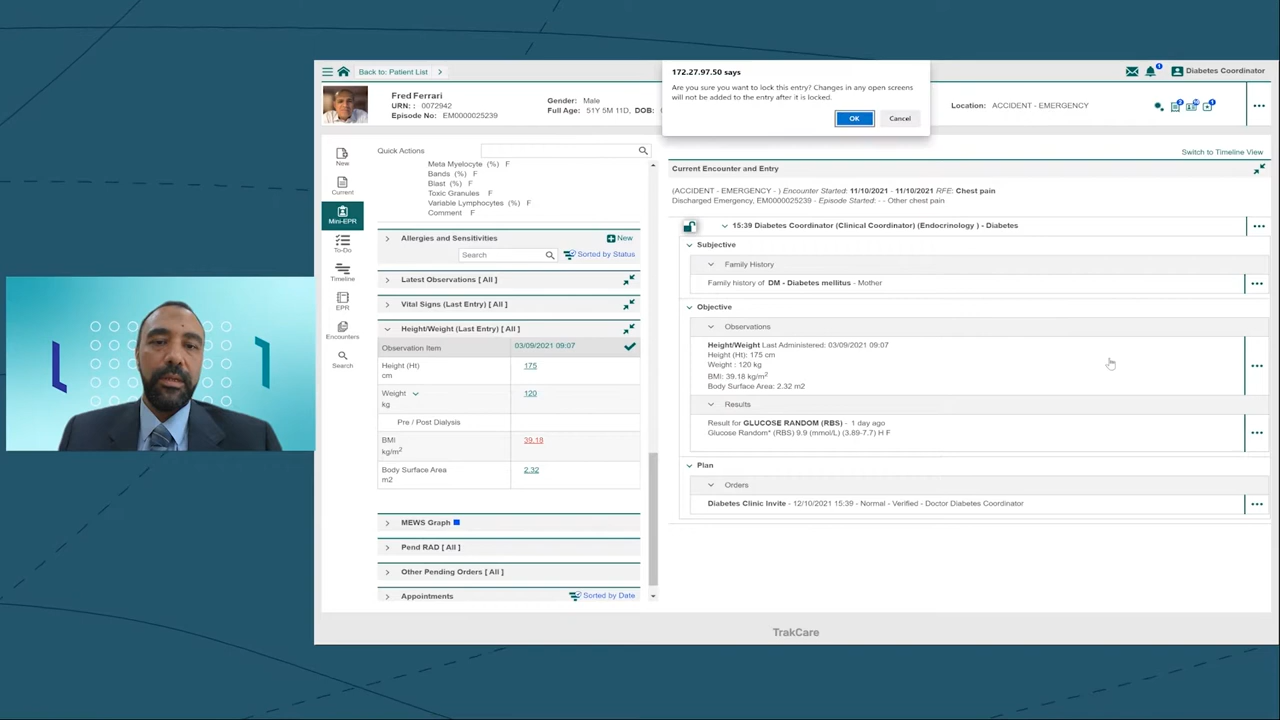 172.27.97.50 says
Are you sure you want to lock this entry? Changes in any open screens
will not be added to the entry after it is locked.
OK
Cancel
Back to: Patient List
Diabetes Coordinator
Fred Ferrari
URN: : 0072942
Episode No.: EM0000025239
Gender: Male
Full Age: 51Y 5M 11D, DOB:
Location: ACCIDENT - EMERGENCY
New
Current
Mini-EPR
To-Do
Timeline
EPR
Encounters
Search
Quick Actions
Meta Myelocyte (%) F
Bands (%) F
Blast (%) F
Toxic Granules F
Variable Lymphocytes (%) F
Comment F
Allergies and Sensitivities
New
Search
Sorted by Status
Latest Observations [ All ]
Vital Signs (Last Entry) [ All ]
Height/Weight (Last Entry) [ All ]
Observation Item 03/09/2021 09:07
Height (Ht) 175
cm
Weight 120
kg
Pre / Post Dialysis
BMI 39.18
kg/m2
Body Surface Area 2.32
m2
MEWS Graph
Pend RAD [ All ]
Other Pending Orders [ All ]
Appointments
Sorted by Date
Switch to Timeline View
Current Encounter and Entry
(ACCIDENT - EMERGENCY - ) Encounter Started: 11/10/2021 - 11/10/2021 RFE: Chest pain
Discharged Emergency, EM0000025239 - Episode Started: - - Other chest pain
15:39 Diabetes Coordinator (Clinical Coordinator) (Endocrinology ) - Diabetes
Subjective
Family History
Family history of DM - Diabetes mellitus - Mother
Objective
Observations
Height/Weight Last Administered: 03/09/2021 09:07
Height (Ht): 175 cm
Weight : 120 kg
BMI: 39.18 kg/m2
Body Surface Area: 2.32 m2
Results
Result for GLUCOSE RANDOM (RBS) - 1 day ago
Glucose Random* (RBS) 9.9 (mmol/L) (3.89-7.7) H F
Plan
Orders
Diabetes Clinic Invite - 12/10/2021 15:39 - Normal - Verified - Doctor Diabetes Coordinator
TrakCare